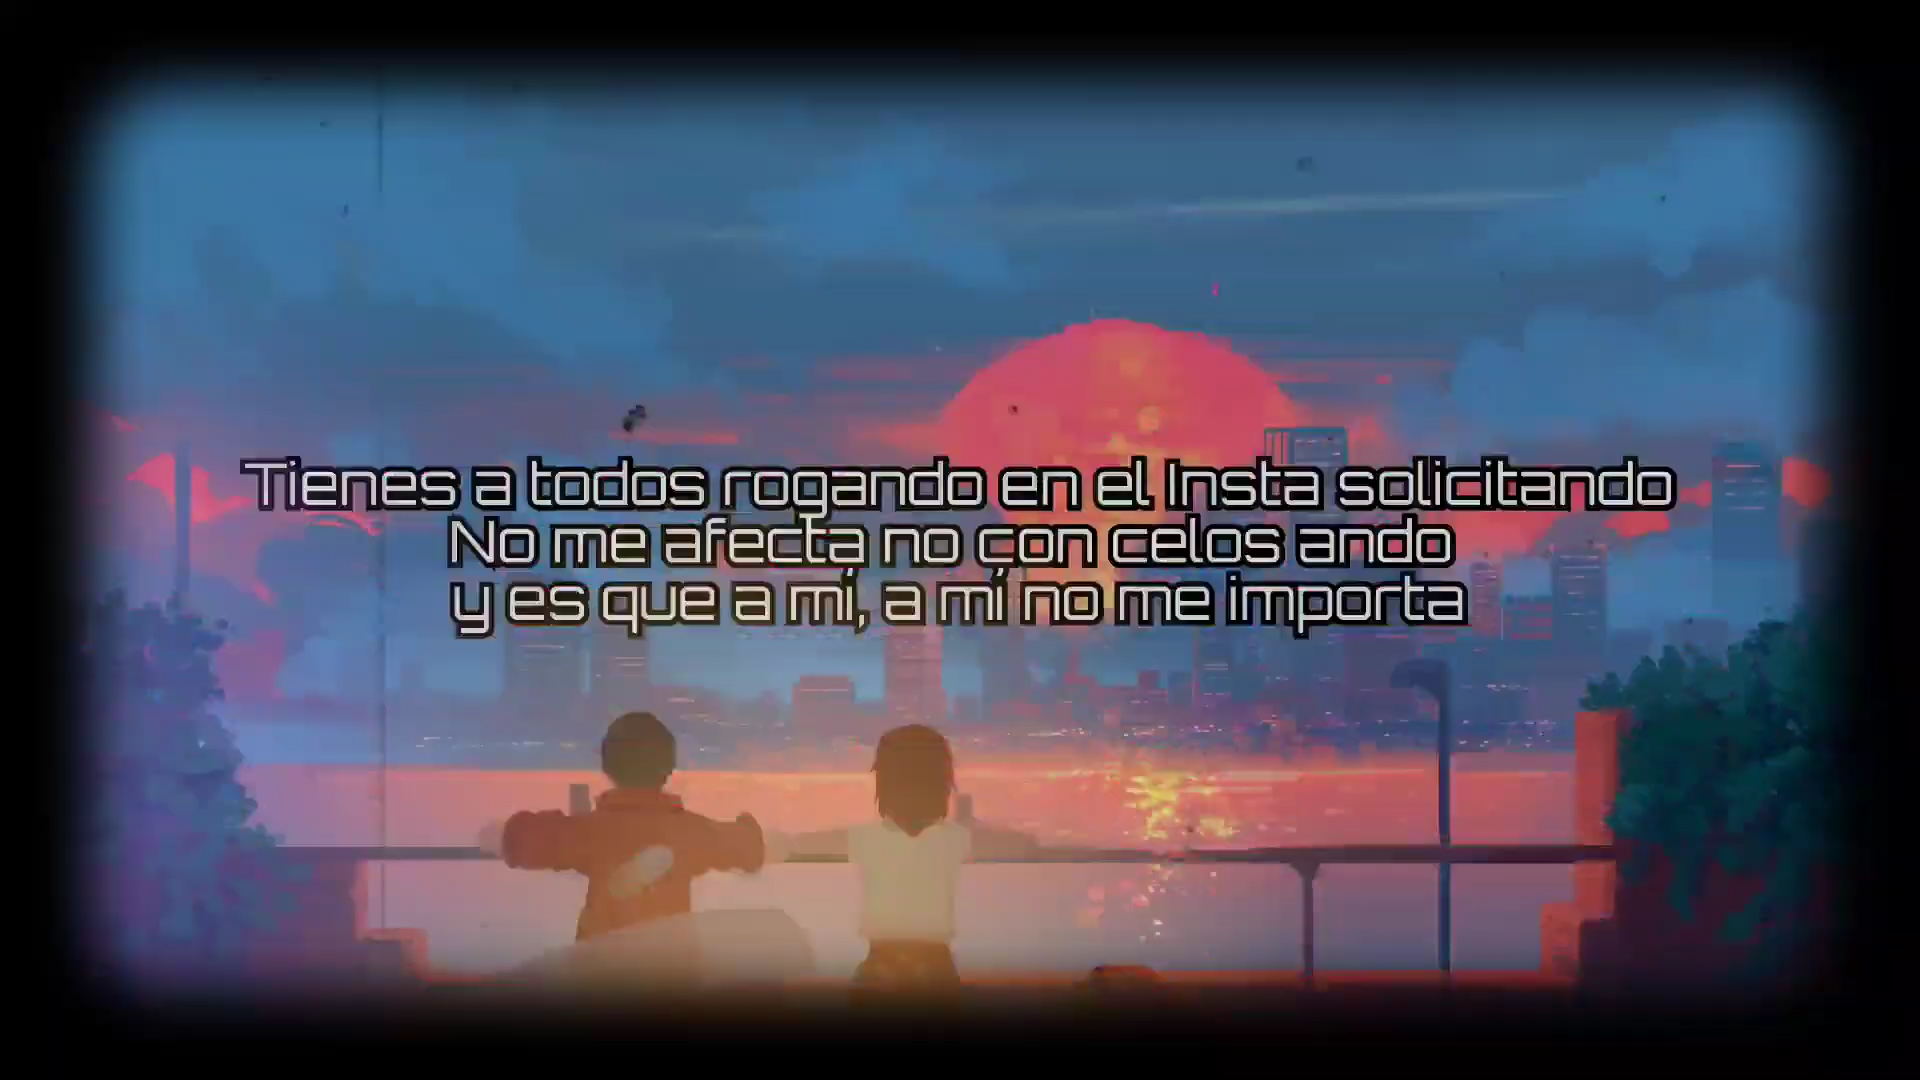 Tienes a todos rogando en el Insta solicitando
No me afecta, no con celos ando
y es que a mí, a mí no me importa